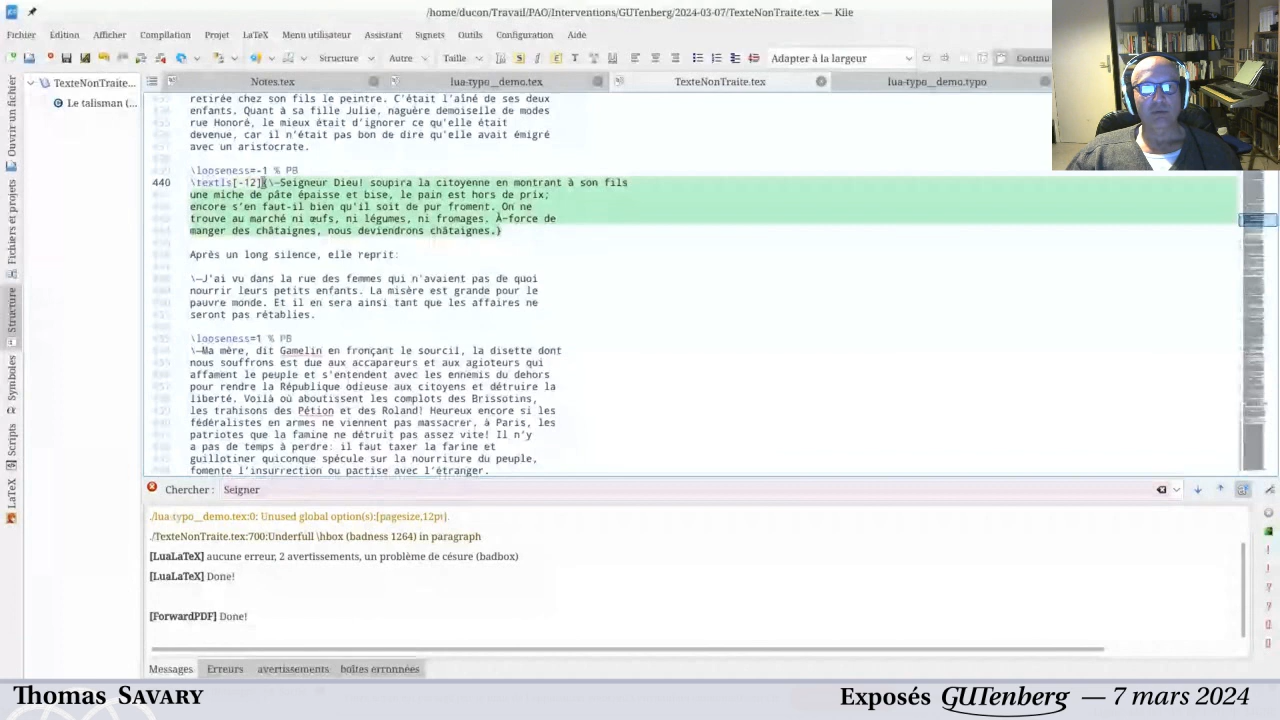 /home/ducon/Travail/PAO/Interventions/GUTenberg/2024-03-07/TexteNonTraite.tex — Kile
Fichier Édition Afficher Compilation Projet LaTeX Menu utilisateur Assistant Signets Outils Configuration Aide
Structure Autre Taille Adapter à la largeur Continu
TexteNonTraite... Notes.tex lua-typo_demo.tex TexteNonTraite.tex lua-typo_demo.typo
Le talisman (...
Ouvrir un fichier
Fichiers et projets
Structure
Symboles
Scripts
LaTeX
retirée chez son fils le peintre. C'était l'aîné de ses deux
enfants. Quant à sa fille Julie, naguère demoiselle de modes
rue Honoré, le mieux était d'ignorer ce qu'elle était
devenue, car il n'était pas bon de dire qu'elle avait émigré
avec un aristocrate.
\looseness=-1 % PB
440 \textls[-12]{\—Seigneur Dieu! soupira la citoyenne en montrant à son fils
une miche de pâte épaisse et bise, le pain est hors de prix;
encore s'en faut-il bien qu'il soit de pur froment. On ne
trouve au marché ni œufs, ni légumes, ni fromages. À force de
manger des châtaignes, nous deviendrons châtaignes.}
Après un long silence, elle reprit:
\—J'ai vu dans la rue des femmes qui n'avaient pas de quoi
nourrir leurs petits enfants. La misère est grande pour le
pauvre monde. Et il en sera ainsi tant que les affaires ne
seront pas rétablies.
\looseness=1 % PB
\—Ma mère, dit Gamelin en fronçant le sourcil, la disette dont
nous souffrons est due aux accapareurs et aux agioteurs qui
affament le peuple et s'entendent avec les ennemis du dehors
pour rendre la République odieuse aux citoyens et détruire la
liberté. Voilà où aboutissent les complots des Brissotins,
les trahisons des Pétion et des Roland! Heureux encore si les
fédéralistes en armes ne viennent pas massacrer, à Paris, les
patriotes que la famine ne détruit pas assez vite! Il n'y
a pas de temps à perdre: il faut taxer la farine et
guillotiner quiconque spécule sur la nourriture du peuple,
fomente l'insurrection ou pactise avec l'étranger.
Chercher : Seigner
./lua-typo_demo.tex:0: Unused global option(s):[pagesize,12pt].
./TexteNonTraite.tex:700:Underfull \hbox (badness 1264) in paragraph
[LuaLaTeX] aucune erreur, 2 avertissements, un problème de césure (badbox)
[LuaLaTeX] Done!
[ForwardPDF] Done!
Messages Erreurs avertissements boîtes erronnées
Thomas SAVARY
Exposés GUTenberg — 7 mars 2024